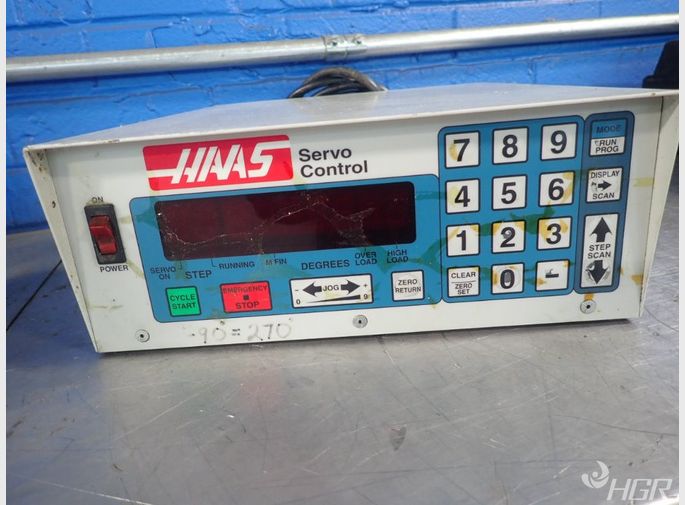 HAAS
Servo
Control
ON
POWER
SERVO
ON
STEP
RUNNING
M FIN
DEGREES
OVER
LOAD
HIGH
LOAD
CYCLE
START
EMERGENCY
STOP
- JOG
0 9
ZERO
RETURN
7 8 9
4 5 6
1 2 3
CLEAR
ZERO
SET
0 -
MODE
RUN
PROG
DISPLAY
SCAN
STEP
SCAN
-90=270
HGR